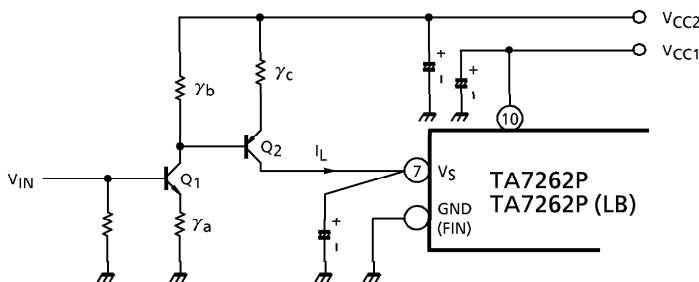 VCC2
VCC1
γb
γc
10
Q2
IL
VIN
Q1
7
VS
TA7262P
TA7262P (LB)
GND
(FIN)
γa